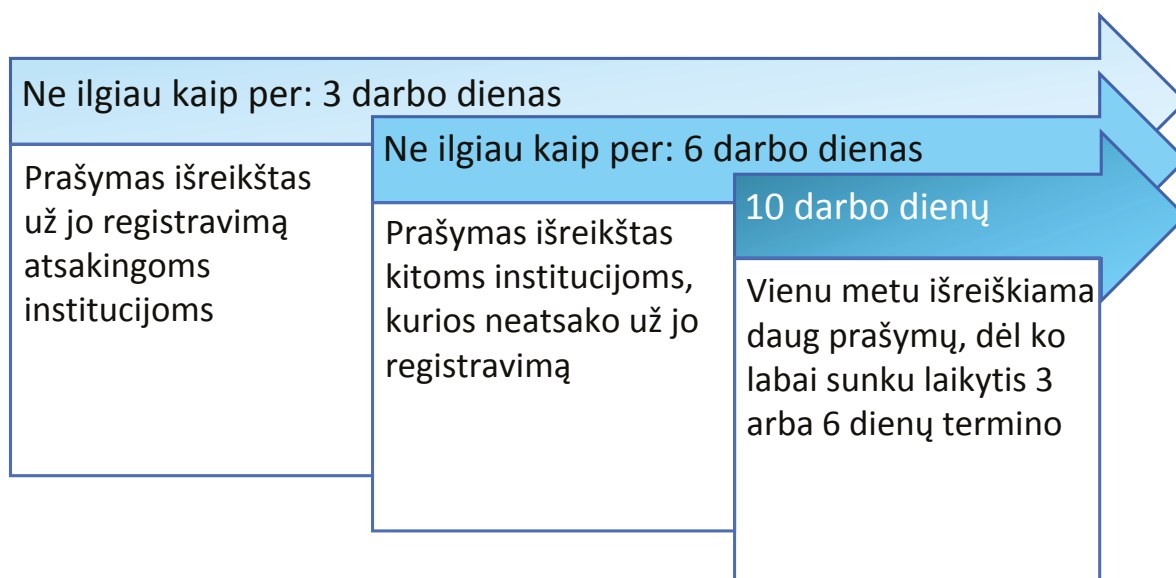 Ne ilgiau kaip per: 3 darbo dienas
Prašymas išreikštas
už jo registravimą
atsakingoms
institucijoms
Ne ilgiau kaip per: 6 darbo dienas
Prašymas išreikštas
kitoms institucijoms,
kurios neatsako už jo
registravimą
10 darbo dienų
Vienu metu išreiškiama
daug prašymų, dėl ko
labai sunku laikytis 3
arba 6 dienų termino